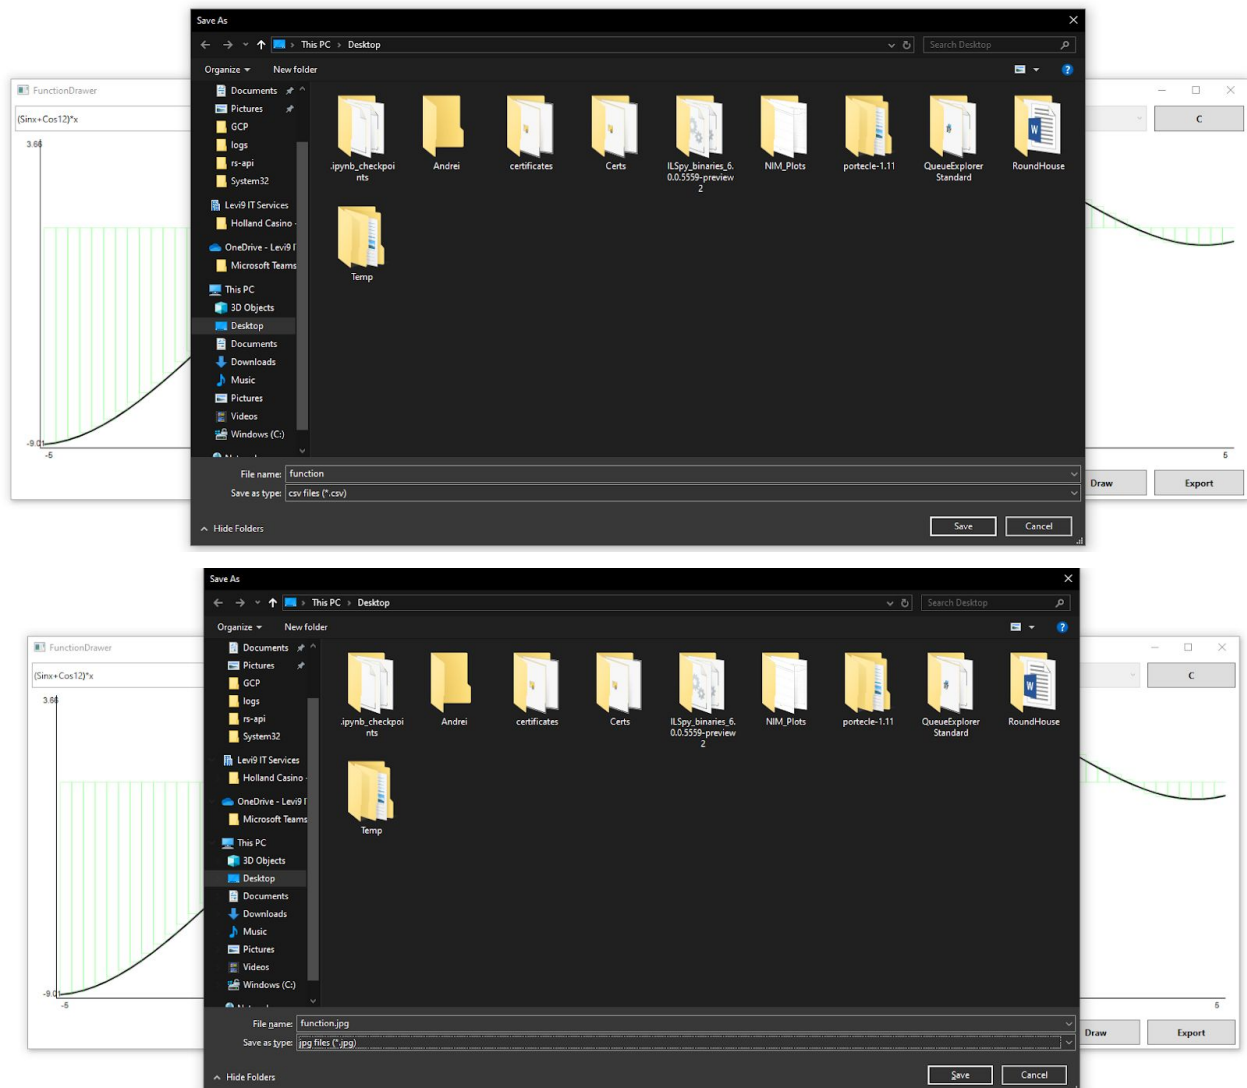 Save As
This PC › Desktop
Search Desktop
Organize
New folder
FunctionDrawer
(Sinx+Cos12)*x
C
3.66
Documents
Pictures
GCP
logs
rs-api
System32
Levi9 IT Services
Holland Casino -
OneDrive - Levi9 I
Microsoft Teams
This PC
3D Objects
Desktop
Documents
Downloads
Music
Pictures
Videos
Windows (C:)
.ipynb_checkpoi
nts
Andrei
certificates
Certs
ILSpy_binaries_6.
0.0.5559-preview
2
NIM_Plots
portecle-1.11
QueueExplorer
Standard
RoundHouse
Temp
-9.01
-5
5
File name: function
Save as type: csv files (*.csv)
Draw
Export
Hide Folders
Save
Cancel
Save As
This PC › Desktop
Search Desktop
Organize
New folder
FunctionDrawer
(Sinx+Cos12)*x
C
3.66
Documents
Pictures
GCP
logs
rs-api
System32
Levi9 IT Services
Holland Casino -
OneDrive - Levi9 I
Microsoft Teams
This PC
3D Objects
Desktop
Documents
Downloads
Music
Pictures
Videos
Windows (C:)
.ipynb_checkpoi
nts
Andrei
certificates
Certs
ILSpy_binaries_6.
0.0.5559-preview
2
NIM_Plots
portecle-1.11
QueueExplorer
Standard
RoundHouse
Temp
-9.01
-5
5
File name: function.jpg
Save as type: jpg files (*.jpg)
Draw
Export
Hide Folders
Save
Cancel